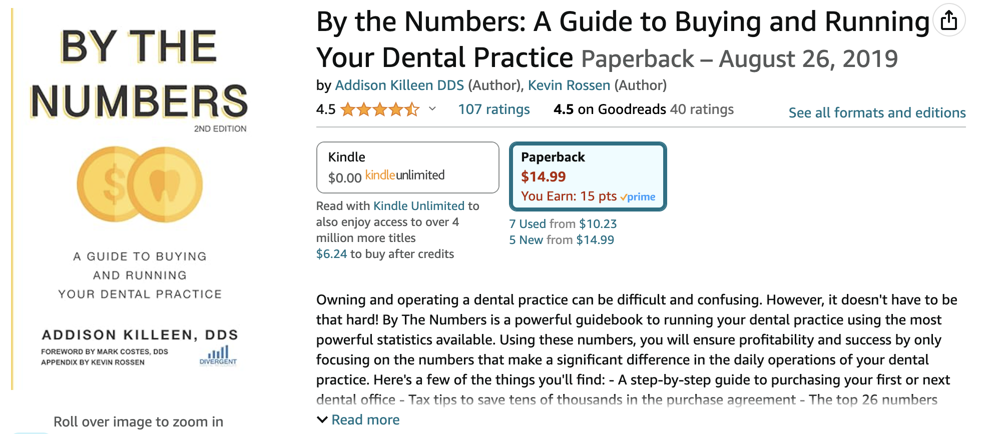 BY THE
NUMBERS
2ND EDITION
$
A GUIDE TO BUYING
AND RUNNING
YOUR DENTAL PRACTICE
ADDISON KILLEEN, DDS
FOREWORD BY MARK COSTES, DDS
APPENDIX BY KEVIN ROSSEN
DIVERGENT
Roll over image to zoom in
By the Numbers: A Guide to Buying and Running
Your Dental Practice Paperback – August 26, 2019
by Addison Killeen DDS (Author), Kevin Rossen (Author)
4.5 107 ratings 4.5 on Goodreads 40 ratings
See all formats and editions
Kindle
$0.00 kindleunlimited
Read with Kindle Unlimited to
also enjoy access to over 4
million more titles
$6.24 to buy after credits
Paperback
$14.99
You Earn: 15 pts prime
7 Used from $10.23
5 New from $14.99
Owning and operating a dental practice can be difficult and confusing. However, it doesn't have to be
that hard! By The Numbers is a powerful guidebook to running your dental practice using the most
powerful statistics available. Using these numbers, you will ensure profitability and success by only
focusing on the numbers that make a significant difference in the daily operations of your dental
practice. Here's a few of the things you'll find: - A step-by-step guide to purchasing your first or next
dental office - Tax tips to save tens of thousands in the purchase agreement - The top 26 numbers
Read more